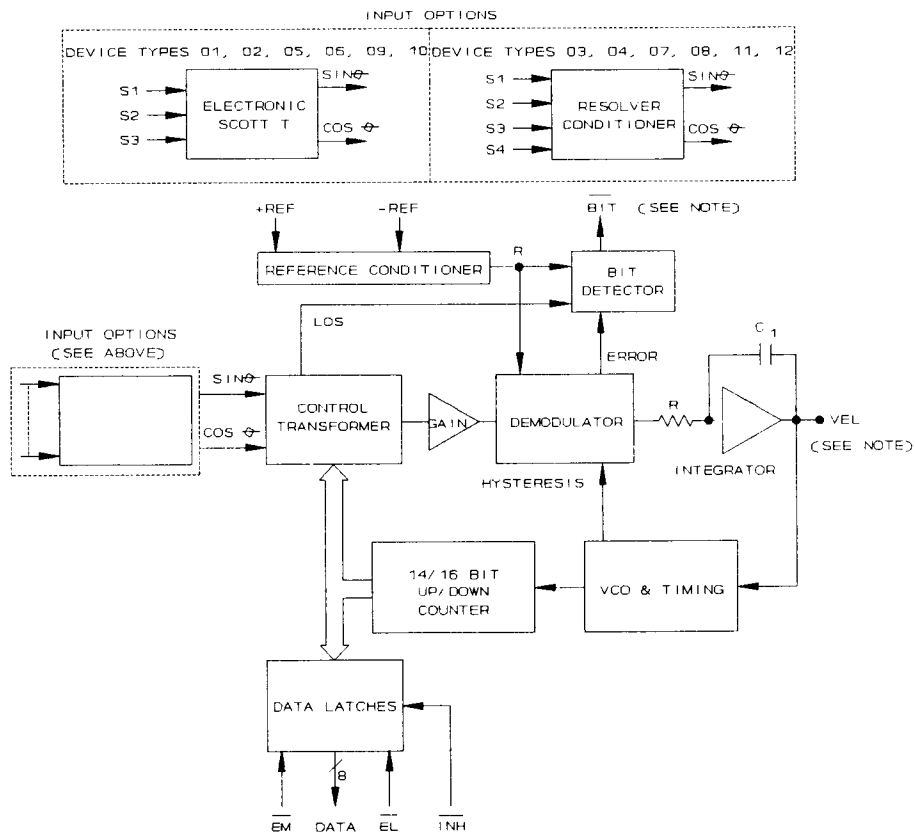 INPUT OPTIONS
DEVICE TYPES 01, 02, 05, 06, 09, 10
DEVICE TYPES 03, 04, 07, 08, 11, 12
S1
S2
S3
ELECTRONIC
SCOTT T
SINϕ
COS ϕ
S1
S2
S3
S4
RESOLVER
CONDITIONER
SINϕ
COS ϕ
+REF
-REF
BIT (SEE NOTE)
REFERENCE CONDITIONER
R
BIT
DETECTOR
LOS
INPUT OPTIONS
(SEE ABOVE)
SINϕ
COS ϕ
CONTROL
TRANSFORMER
GAIN
ERROR
DEMODULATOR
HYSTERESIS
R
C1
INTEGRATOR
VEL
(SEE NOTE)
14/16 BIT
UP/DOWN
COUNTER
VCO & TIMING
DATA LATCHES
8
EM
DATA
EL
INH